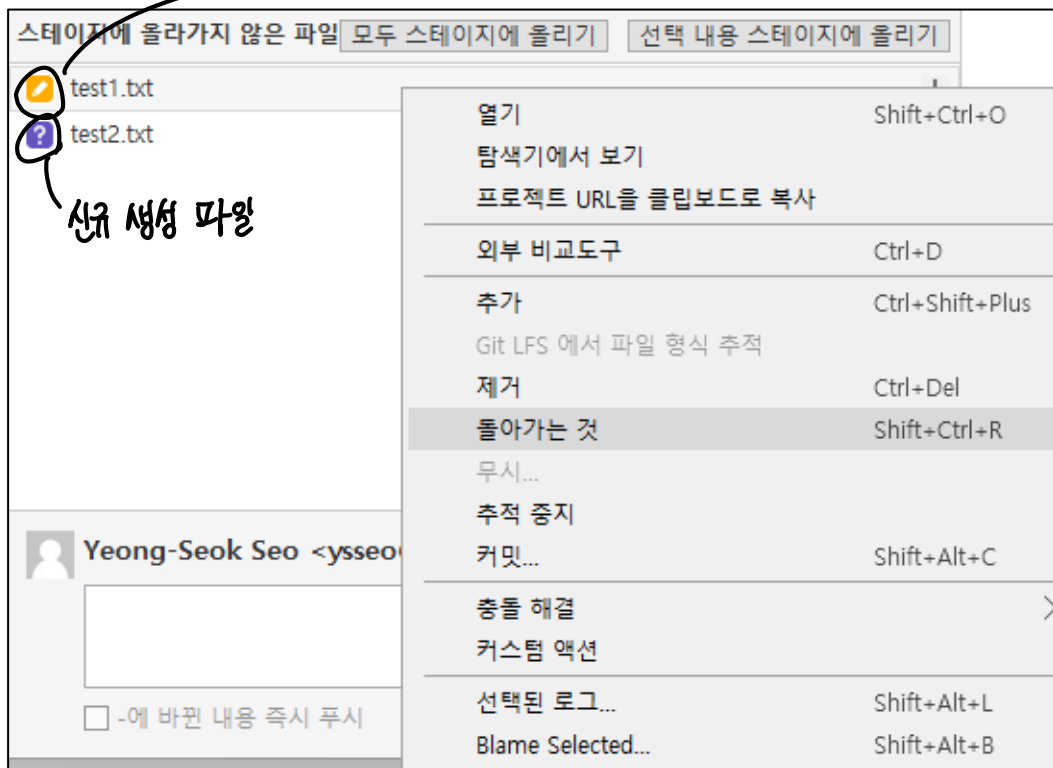 스테이지에 올라가지 않은 파일 모두 스테이지에 올리기 선택 내용 스테이지에 올리기
test1.txt
test2.txt
신규 생성 파일
열기 Shift+Ctrl+O
탐색기에서 보기
프로젝트 URL을 클립보드로 복사
외부 비교도구 Ctrl+D
추가 Ctrl+Shift+Plus
Git LFS 에서 파일 형식 추적
제거 Ctrl+Del
돌아가는 것 Shift+Ctrl+R
무시...
추적 중지
커밋... Shift+Alt+C
충돌 해결
커스텀 액션
선택된 로그... Shift+Alt+L
Blame Selected... Shift+Alt+B
Yeong-Seok Seo <ysseo
-에 바뀐 내용 즉시 푸시